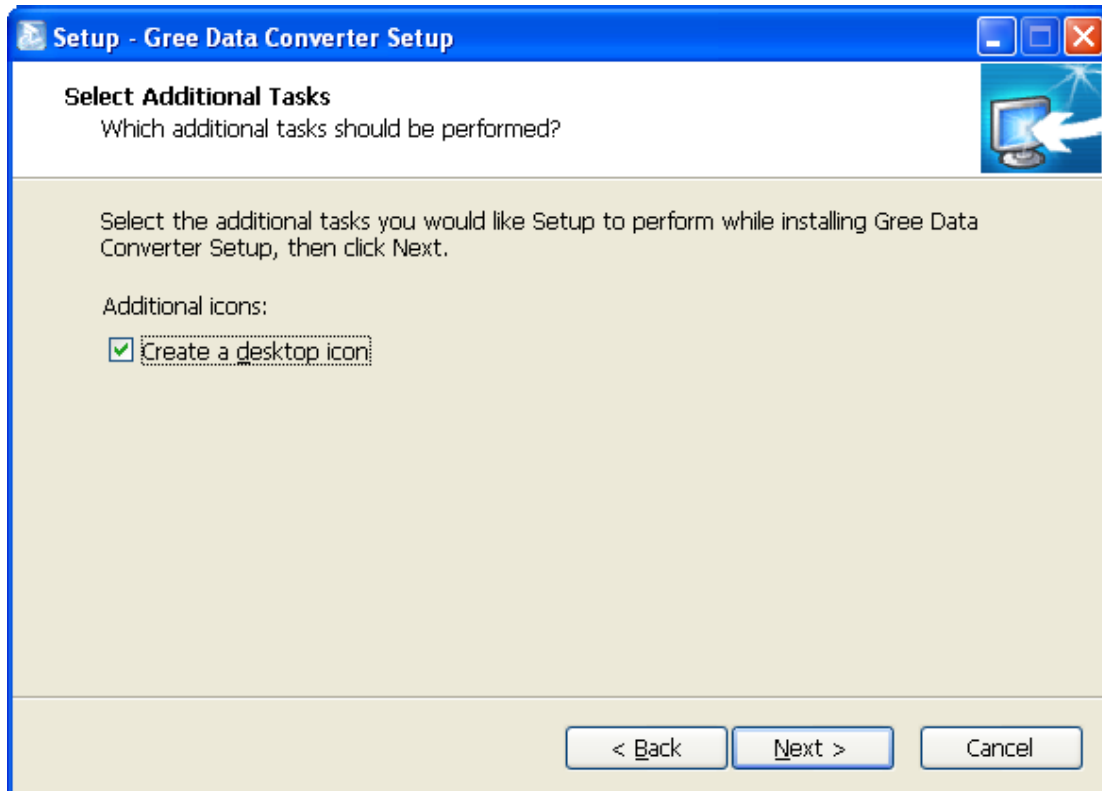 Setup - Gree Data Converter Setup
Select Additional Tasks
Which additional tasks should be performed?
Select the additional tasks you would like Setup to perform while installing Gree Data
Converter Setup, then click Next.
Additional icons:
Create a desktop icon
< Back
Next >
Cancel